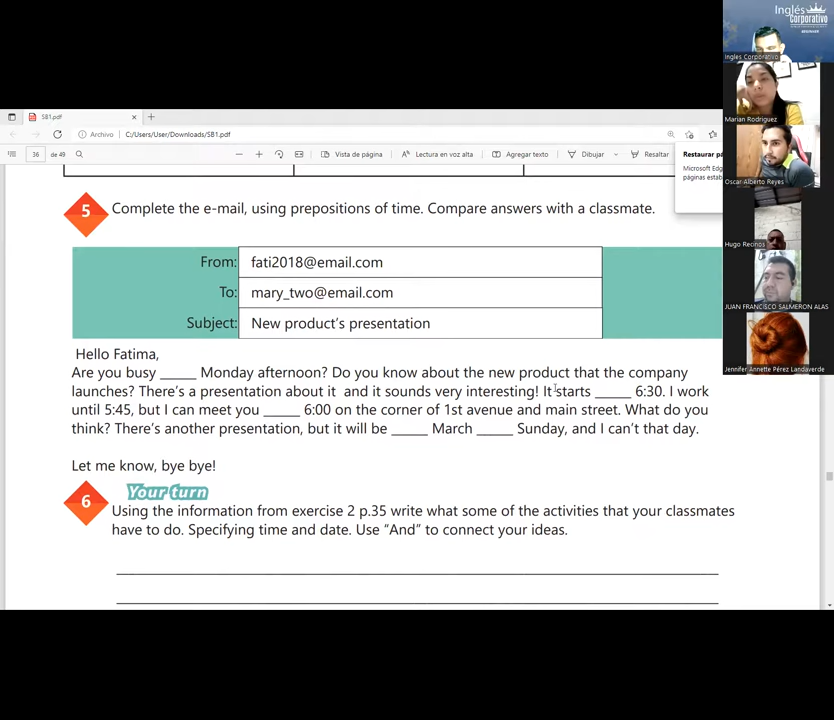 Inglés
Corporativo
BEGINNER
Inglés Corporativo
SB1.pdf
Archivo
C:/Users/User/Downloads/SB1.pdf
36
de 49
Vista de página
Lectura en voz alta
Agregar texto
Dibujar
Resaltar
Restaurar pá
Microsoft Edg
páginas estab
Marian Rodriguez
Oscar Alberto Reyes
Hugo Recinos
JUAN FRANCISCO SALMERON ALAS
Jennifer Annette Pérez Landaverde
5
Complete the e-mail, using prepositions of time. Compare answers with a classmate.
From: fati2018@email.com
To: mary_two@email.com
Subject: New product's presentation
Hello Fatima,
Are you busy _____ Monday afternoon? Do you know about the new product that the company
launches? There's a presentation about it and it sounds very interesting! It starts _____ 6:30. I work
until 5:45, but I can meet you _____ 6:00 on the corner of 1st avenue and main street. What do you
think? There's another presentation, but it will be _____ March _____ Sunday, and I can't that day.
Let me know, bye bye!
6
Your turn
Using the information from exercise 2 p.35 write what some of the activities that your classmates
have to do. Specifying time and date. Use “And” to connect your ideas.